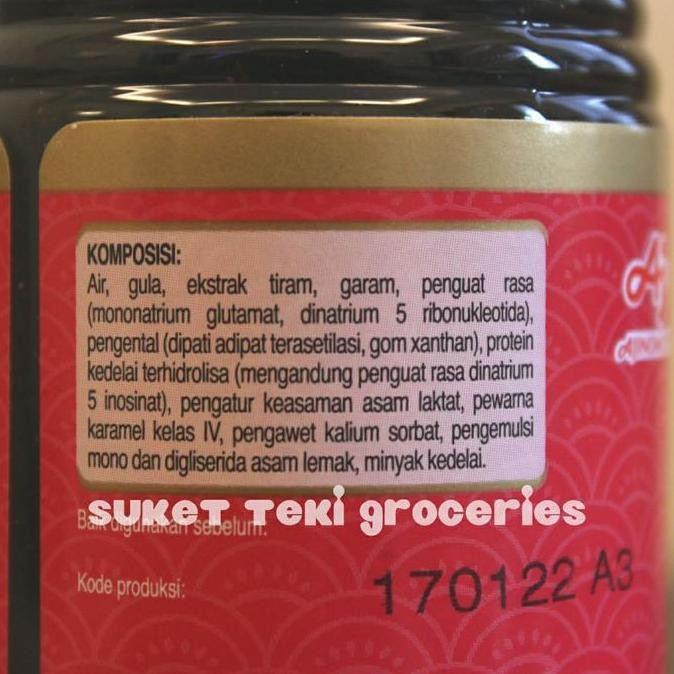 KOMPOSISI:
Air, gula, ekstrak tiram, garam, penguat rasa
(mononatrium glutamat, dinatrium 5 ribonukleotida),
pengental (dipati adipat terasetilasi, gom xanthan), protein
kedelai terhidrolisa (mengandung penguat rasa dinatrium
5 inosinat), pengatur keasaman asam laktat, pewarna
karamel kelas IV, pengawet kalium sorbat, pengemulsi
mono dan digliserida asam lemak, minyak kedelai.
SUKET TEKI groceries
Baik digunakan sebelum:
Kode produksi:
170122 A3